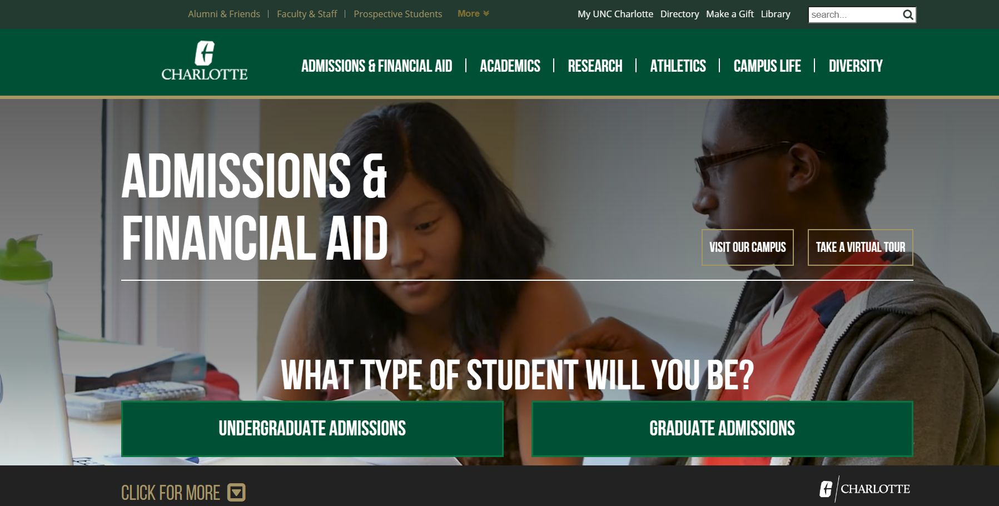 Alumni & Friends | Faculty & Staff | Prospective Students More
My UNC Charlotte Directory Make a Gift Library search...
CHARLOTTE
ADMISSIONS & FINANCIAL AID | ACADEMICS | RESEARCH | ATHLETICS | CAMPUS LIFE | DIVERSITY
ADMISSIONS &
FINANCIAL AID
VISIT OUR CAMPUS
TAKE A VIRTUAL TOUR
WHAT TYPE OF STUDENT WILL YOU BE?
UNDERGRADUATE ADMISSIONS
GRADUATE ADMISSIONS
CLICK FOR MORE
CHARLOTTE